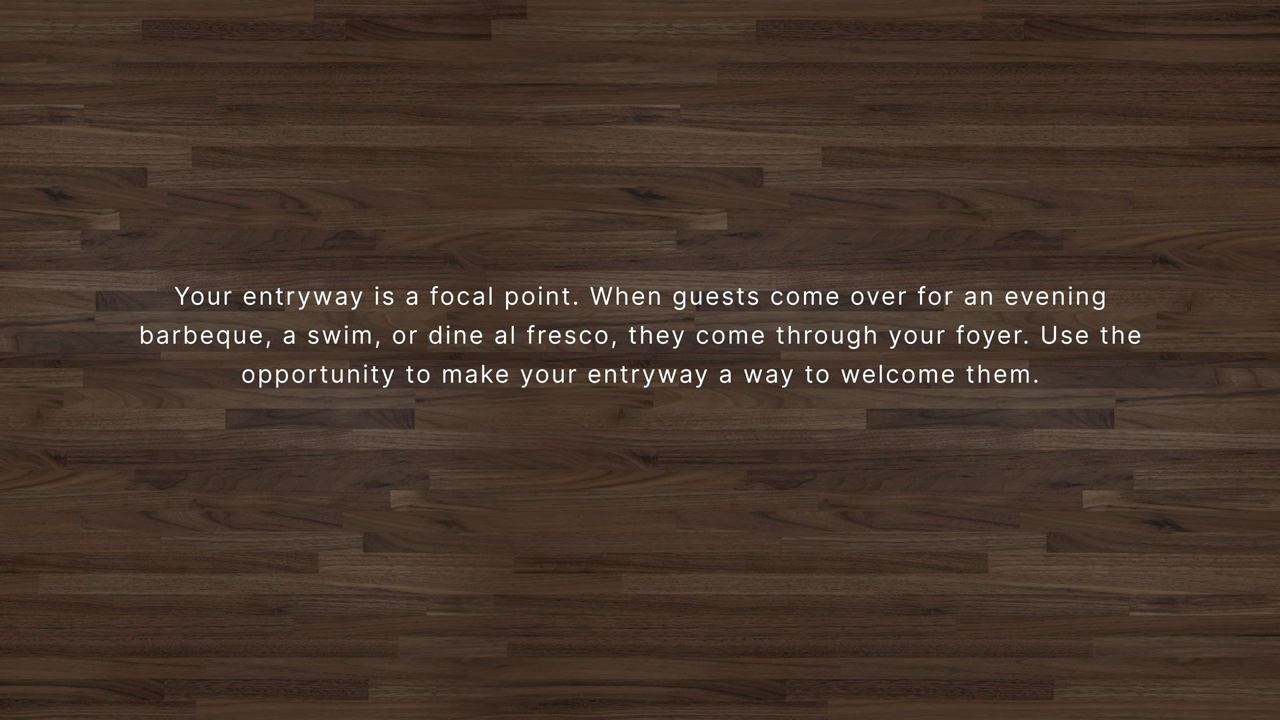 Your entryway is a focal point. When guests come over for an evening
barbeque, a swim, or dine al fresco, they come through your foyer. Use the
opportunity to make your entryway a way to welcome them.